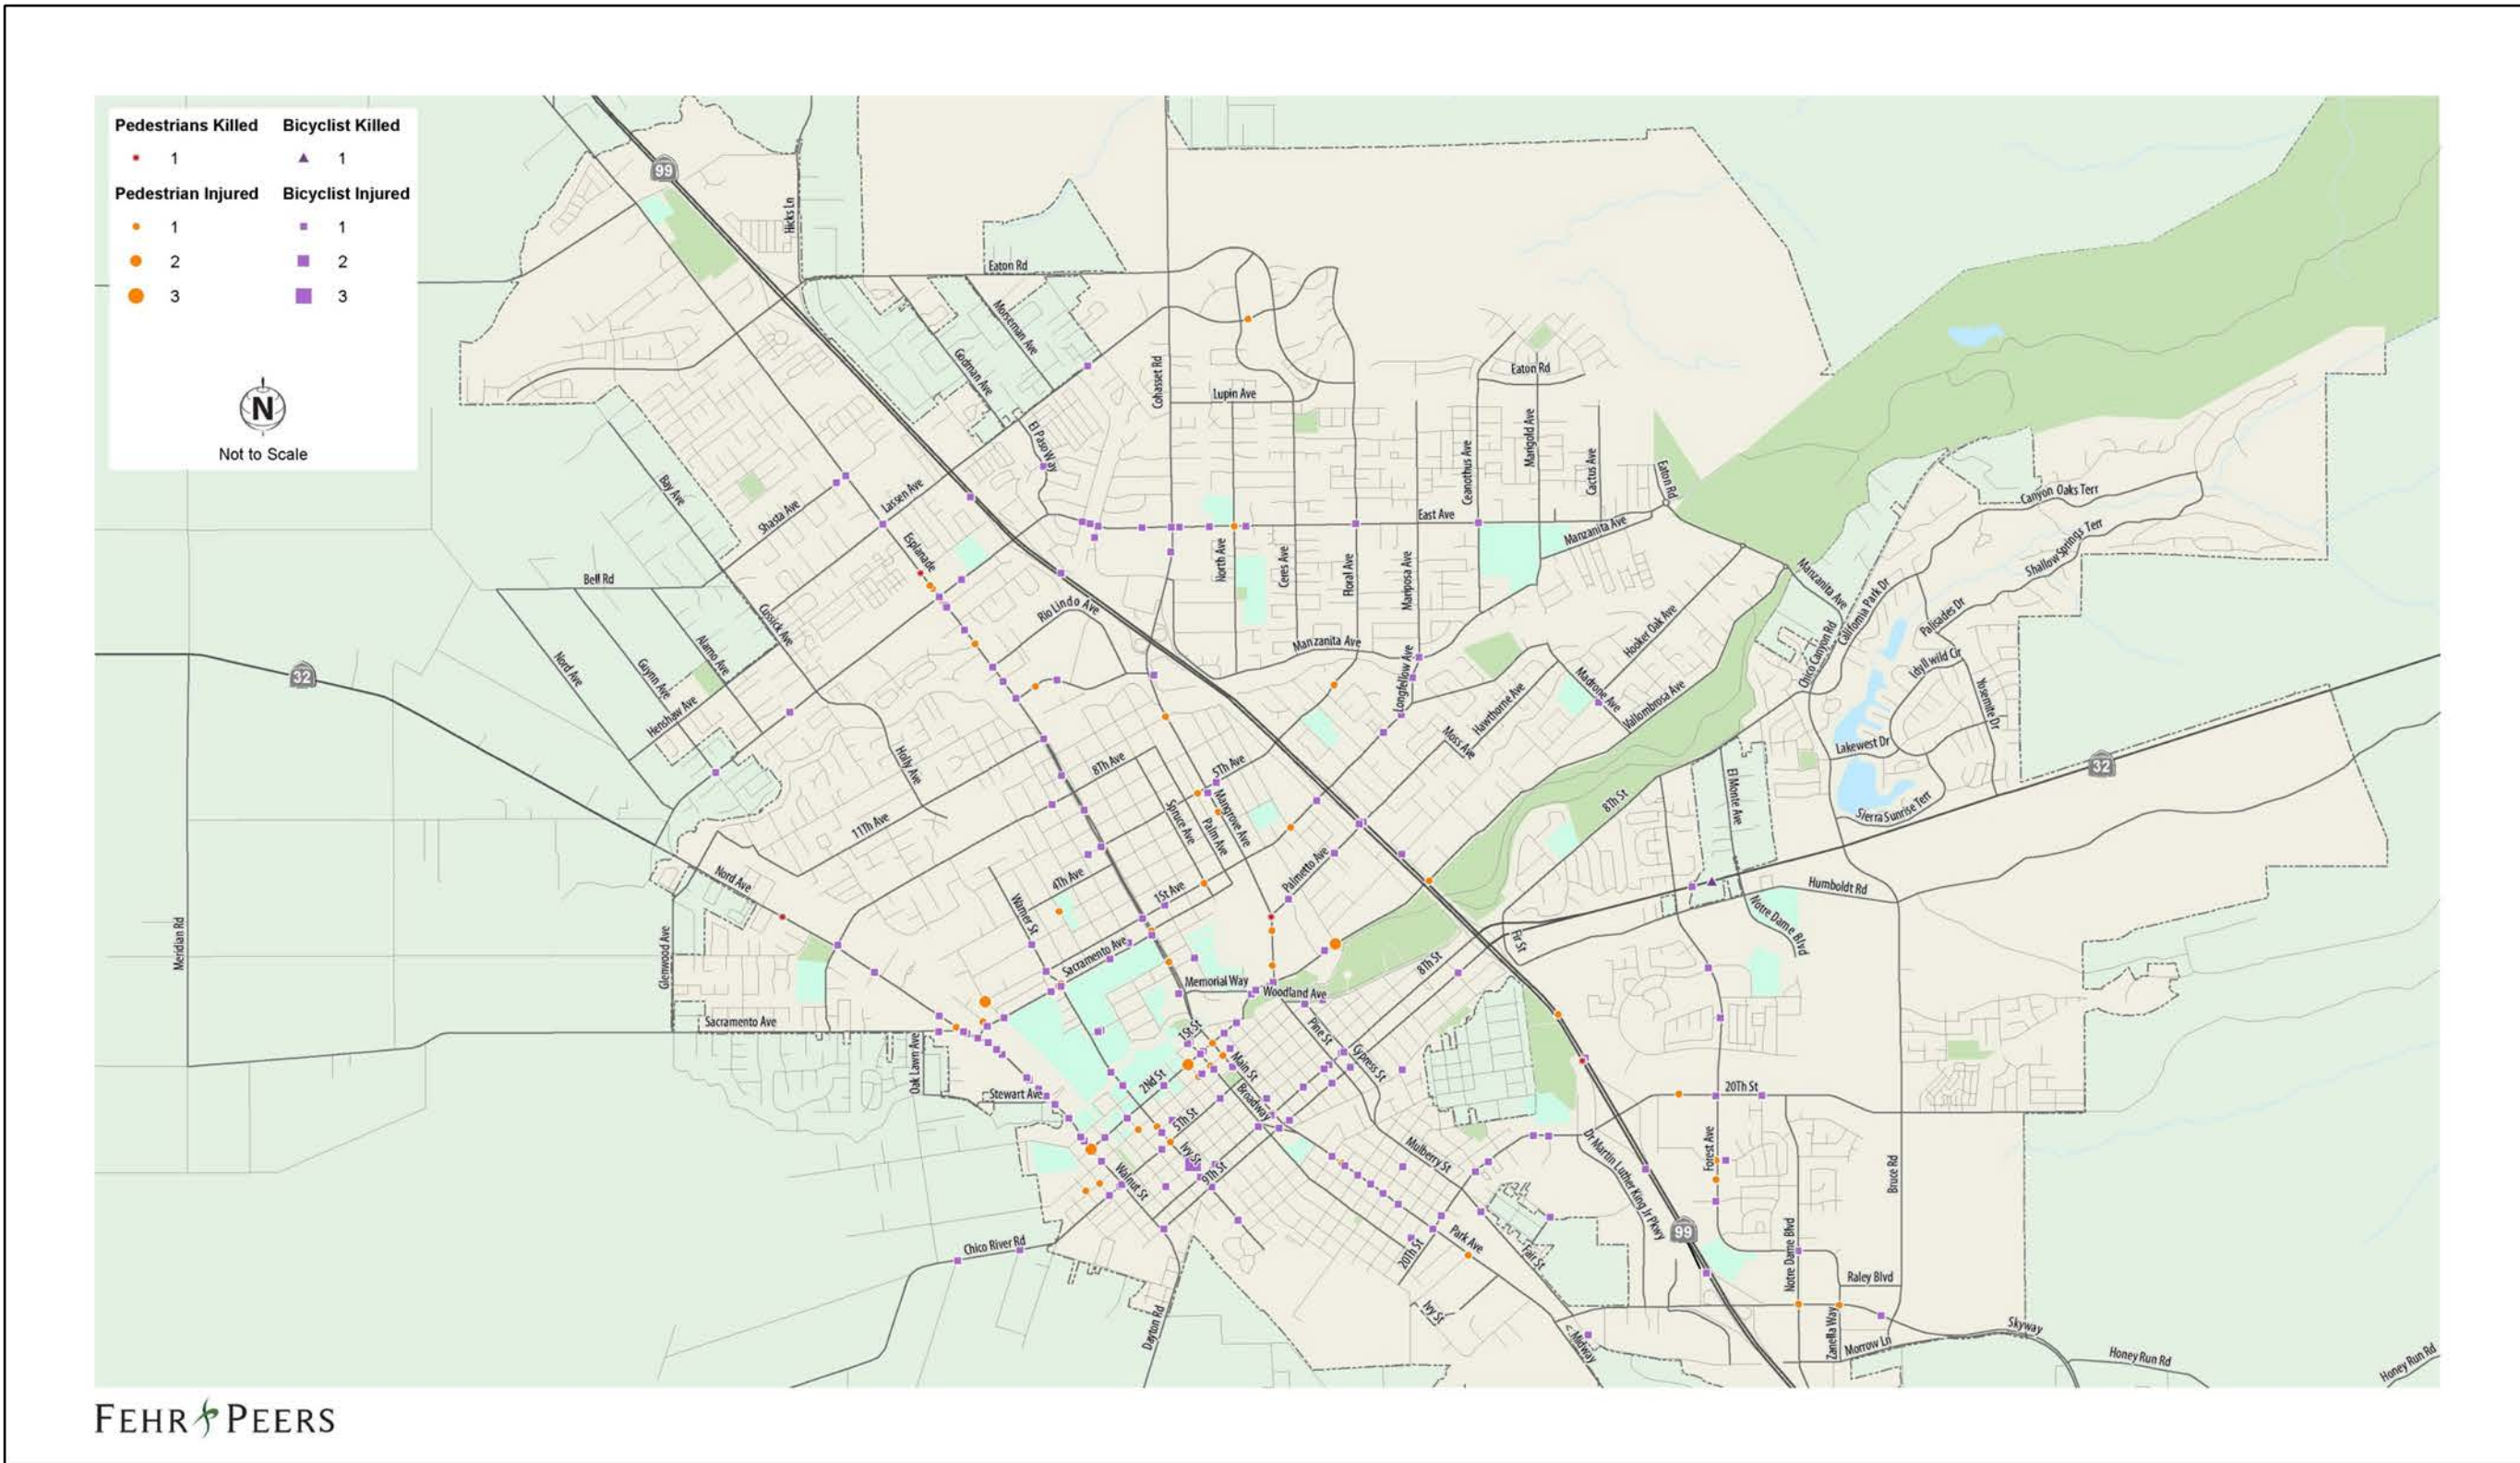 Pedestrians Killed
Bicyclist Killed
1
1
Pedestrian Injured
Bicyclist Injured
1
1
2
2
3
3
N
Not to Scale
99
Hicks Ln
Eaton Rd
Morseman Ave
Godman Ave
Cohasset Rd
Lupin Ave
Eaton Rd
El Paso Way
Ceanothus Ave
Marigold Ave
Cactus Ave
Eaton Rd
Bay Ave
Shasta Ave
Lassen Ave
Canyon Oaks Terr
East Ave
Manzanita Ave
Esplanade
Shallow Springs Terr
Bell Rd
North Ave
Ceres Ave
Floral Ave
Mariposa Ave
Manzanita Ave
California Park Dr
Rio Lindo Ave
Cussick Ave
Palisades Dr
Hooker Oak Ave
Manzanita Ave
Alamo Ave
Chico Canyon Rd
Idyllwild Cir
Nord Ave
Guynn Ave
32
Longfellow Ave
Madrone Ave
Vallombrosa Ave
Yosemite Dr
Henshaw Ave
Hawthorne Ave
Moss Ave
Lakewest Dr
Holly Ave
8Th Ave
5Th Ave
32
El Monte Ave
8Th St
Mangrove Ave
Spruce Ave
Palm Ave
Sierra Sunrise Terr
11Th Ave
Nord Ave
4Th Ave
1St Ave
Palmetto Ave
Humboldt Rd
Warner St
Notre Dame Blvd
Meridian Rd
Glenwood Ave
Sacramento Ave
Fir St
8Th St
Memorial Way
Woodland Ave
Sacramento Ave
1St St
Pine St
Cypress St
Main St
Oak Lawn Ave
2Nd St
Stewart Ave
Broadway
20Th St
5Th St
Ivy St
Mulberry St
Dr Martin Luther King Jr Pkwy
Forest Ave
Bruce Rd
9Th St
Walnut St
99
Chico River Rd
Park Ave
20Th St
Fair St
Notre Dame Blvd
Raley Blvd
Ivy St
Dayton Rd
Zanella Way
Skyway
< Midway
Morrow Ln
Honey Run Rd
Honey Run Rd
FEHR PEERS